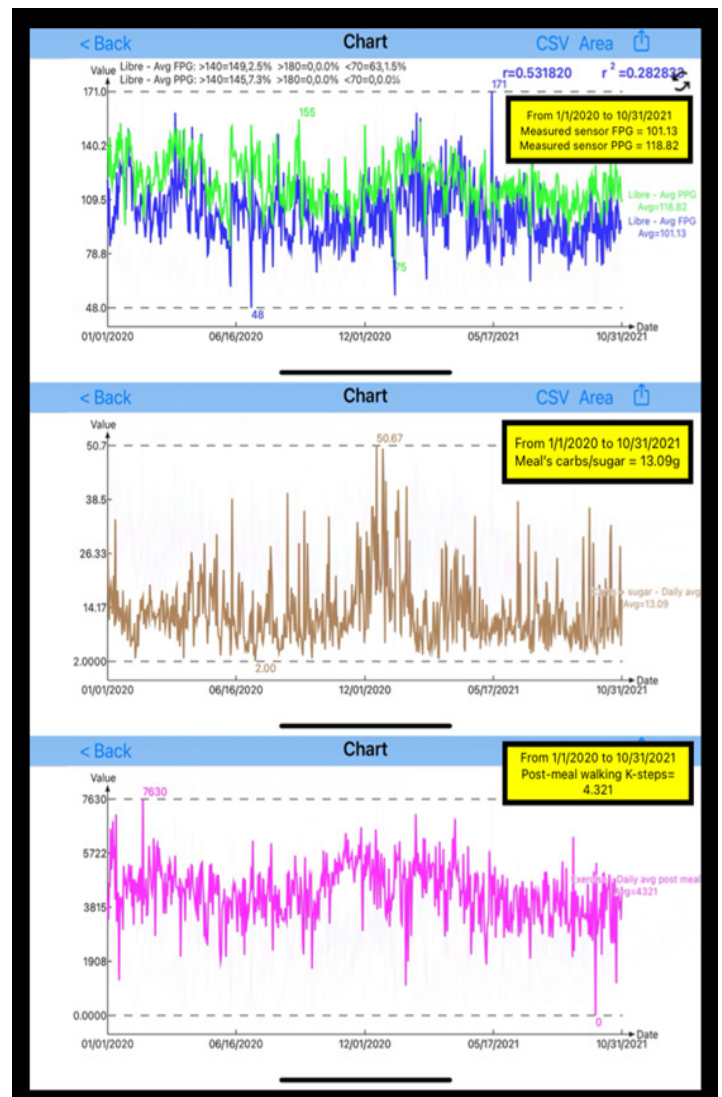 < Back Chart CSV Area
Value Libre - Avg FPG: >140=149,2.5% >180=0,0.0% <70=63,1.5%
Libre - Avg PPG: >140=145,7.3% >180=0,0.0% <70=0,0.0%
r=0.531820 r 2 =0.282833
171.0
171
From 1/1/2020 to 10/31/2021
Measured sensor FPG = 101.13
Measured sensor PPG = 118.82
155
140.2
Libre - Avg PPG
Avg=118.82
109.5
Libre - Avg FPG
Avg=101.13
78.8
75
48.0
48
Date
01/01/2020 06/16/2020 12/01/2020 05/17/2021 10/31/2021
< Back Chart CSV Area
Value
50.7
50.67
From 1/1/2020 to 10/31/2021
Meal's carbs/sugar = 13.09g
38.5
26.33
sugar - Daily avg
Avg=13.09
14.17
2.0000
2.00
Date
01/01/2020 06/16/2020 12/01/2020 05/17/2021 10/31/2021
< Back Chart
From 1/1/2020 to 10/31/2021
Post-meal walking K-steps=
4.321
Value
7630
7630
5722
Daily avg post meal
3815
1908
0.0000
0
Date
01/01/2020 06/16/2020 12/01/2020 05/17/2021 10/31/2021